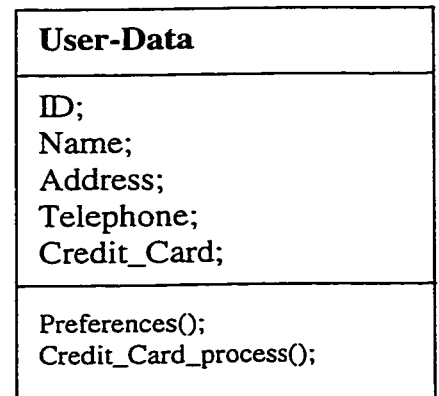 User-Data
ID;
Name;
Address;
Telephone;
Credit_Card;
Preferences();
Credit_Card_process();